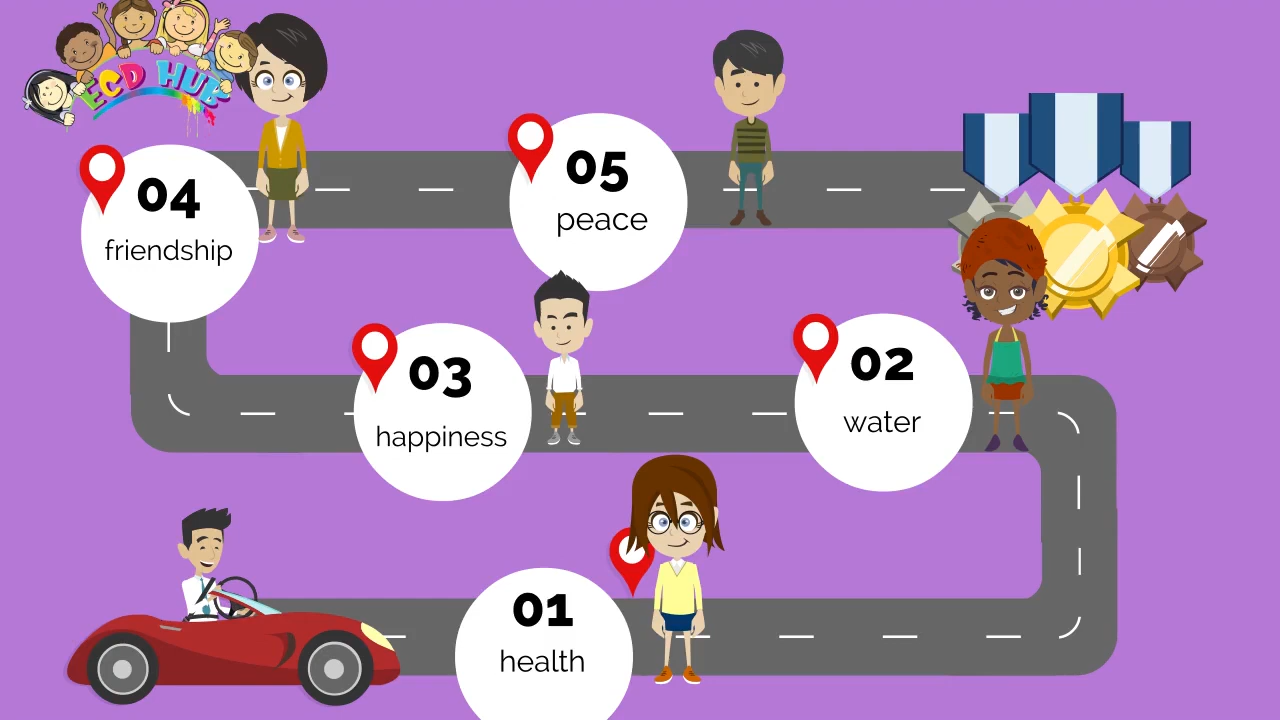 ECD HUB
04
friendship
05
peace
03
happiness
02
water
01
health